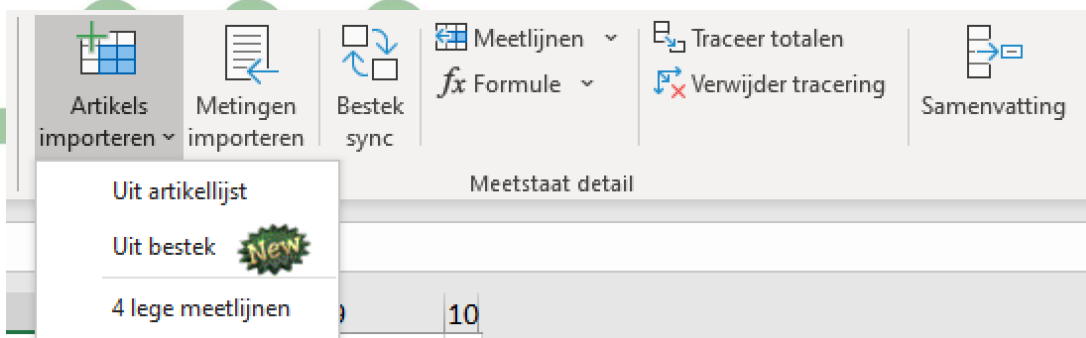 Artikels
importeren
Metingen
importeren
Bestek
sync
Meetlijnen
fx Formule
Traceer totalen
Verwijder tracering
Samenvatting
Meetstaat detail
Uit artikellijst
Uit bestek New
4 lege meetlijnen
10